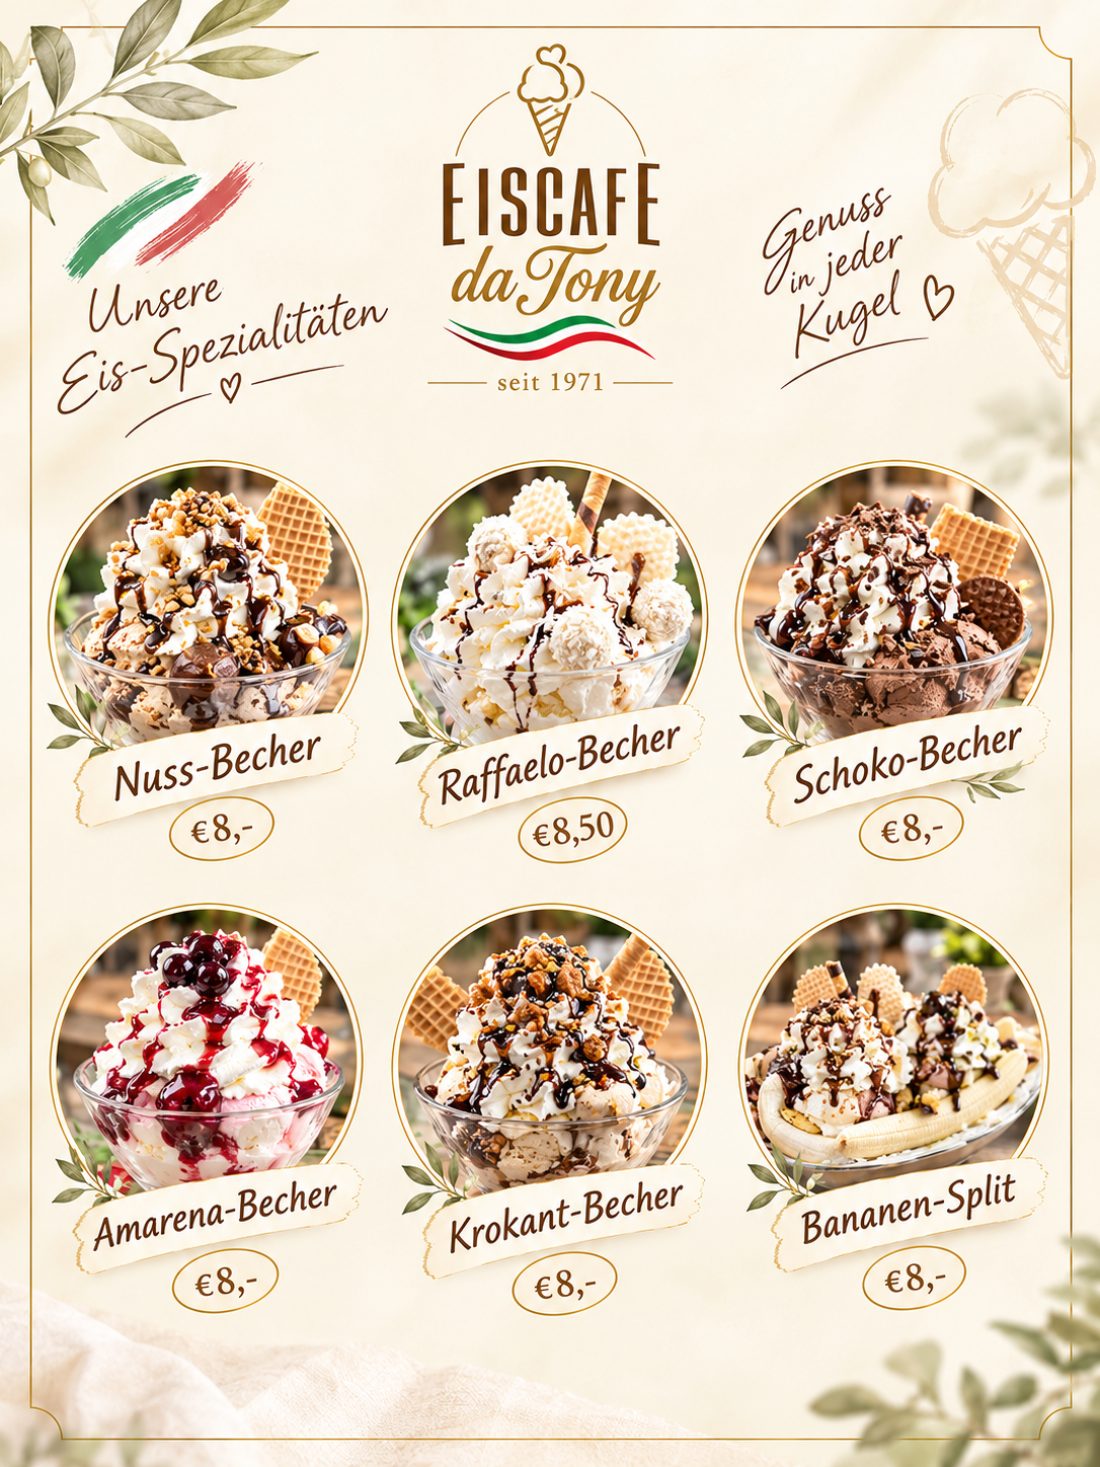 EISCAFE
da Tony
seit 1971
Unsere
Eis-Spezialitäten
Genuss
in jeder
Kugel
Nuss-Becher
€8,-
Raffaelo-Becher
€8,50
Schoko-Becher
€8,-
Amarena-Becher
€8,-
Krokant-Becher
€8,-
Bananen-Split
€8,-